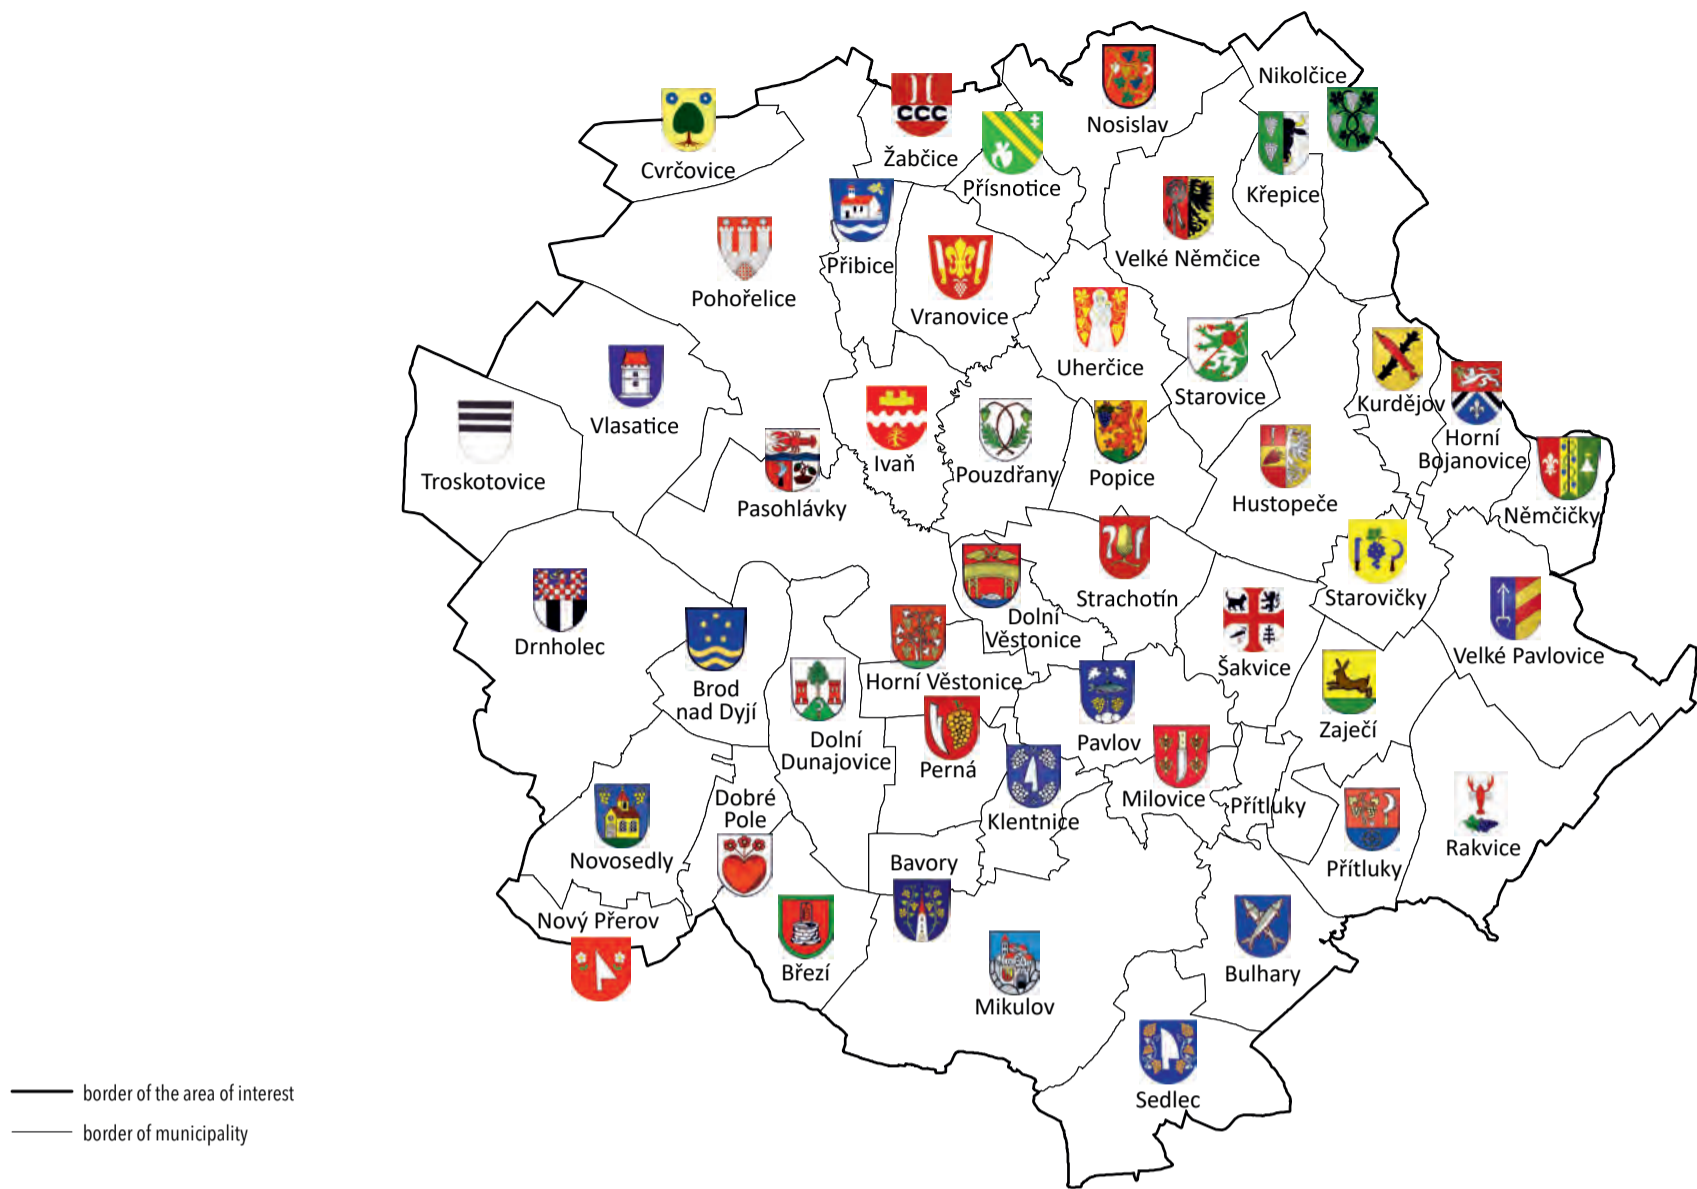 Nikolčice
Nosislav
Cvrčovice
CCC
Žabčice
Přísnotice
Křepice
Pohořelice
Přibice
Velké Němčice
Vranovice
Uherčice
Starovice
Kurdějov
Vlasatice
Troskotovice
Ivaň
Pouzdřany
Popice
Hustopeče
Horní
Bojanovice
Němčičky
Pasohlávky
Drnholec
Dolní
Věstonice
Strachotín
Starovičky
Velké Pavlovice
Šakvice
Brod
nad Dyjí
Horní Věstonice
Zaječí
Dolní
Dunajovice
Perná
Pavlov
Dobré
Pole
Klentnice
Milovice
Přítluky
Rakvice
Novosedly
Bavory
Přítluky
Nový Přerov
Březí
Mikulov
Bulhary
Sedlec
border of the area of interest
border of municipality